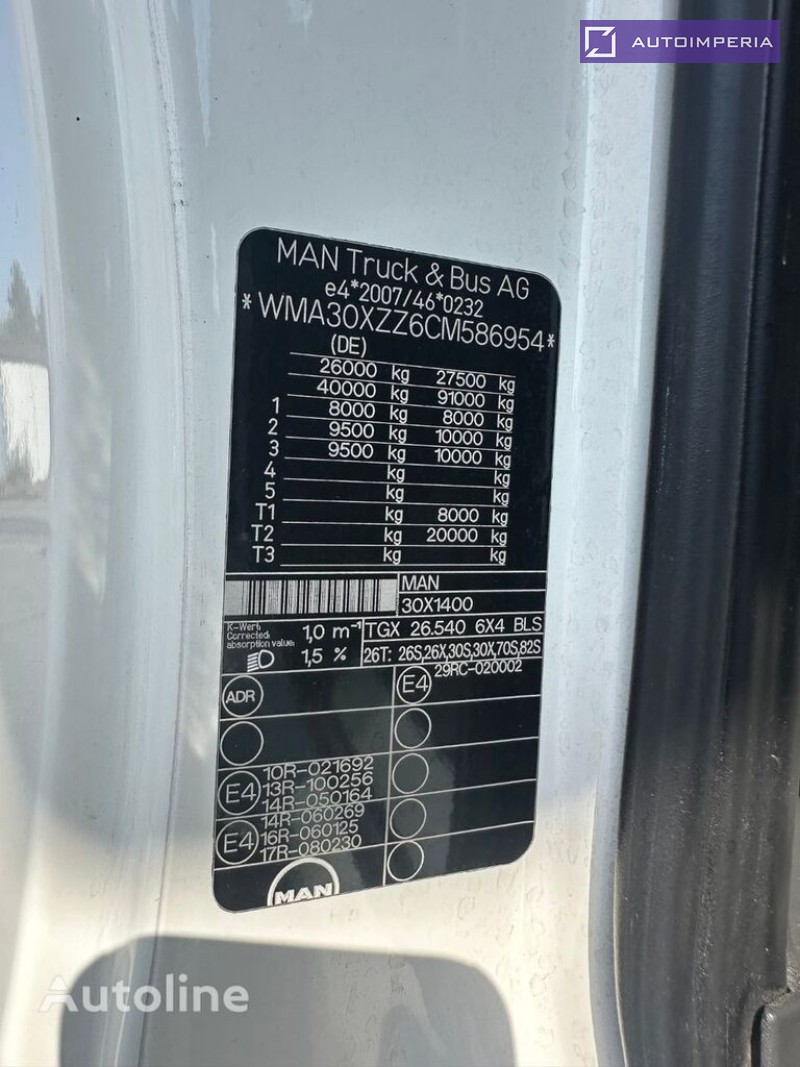 AUTOIMPERIA
MAN Truck & Bus AG
e4*2007/46*0232
*WMA30XZZ6CM586954*
(DE)
26000 kg 27500 kg
40000 kg 91000 kg
1 8000 kg 8000 kg
2 9500 kg 10000 kg
3 9500 kg 10000 kg
4 kg kg
5 kg kg
T1 kg 8000 kg
T2 kg 20000 kg
T3 kg kg
MAN
30X1400
K-Wert
Corrected
absorption value:
1,0 m⁻¹
TGX 26.540 6X4 BLS
1,5 %
26T: 26S,26X,30S,30X,70S,82S
ADR
E4 29RC-020002
10R-021692
E4 13R-100256
14R-050164
14R-060269
E4 16R-060125
17R-080230
MAN
Autoline